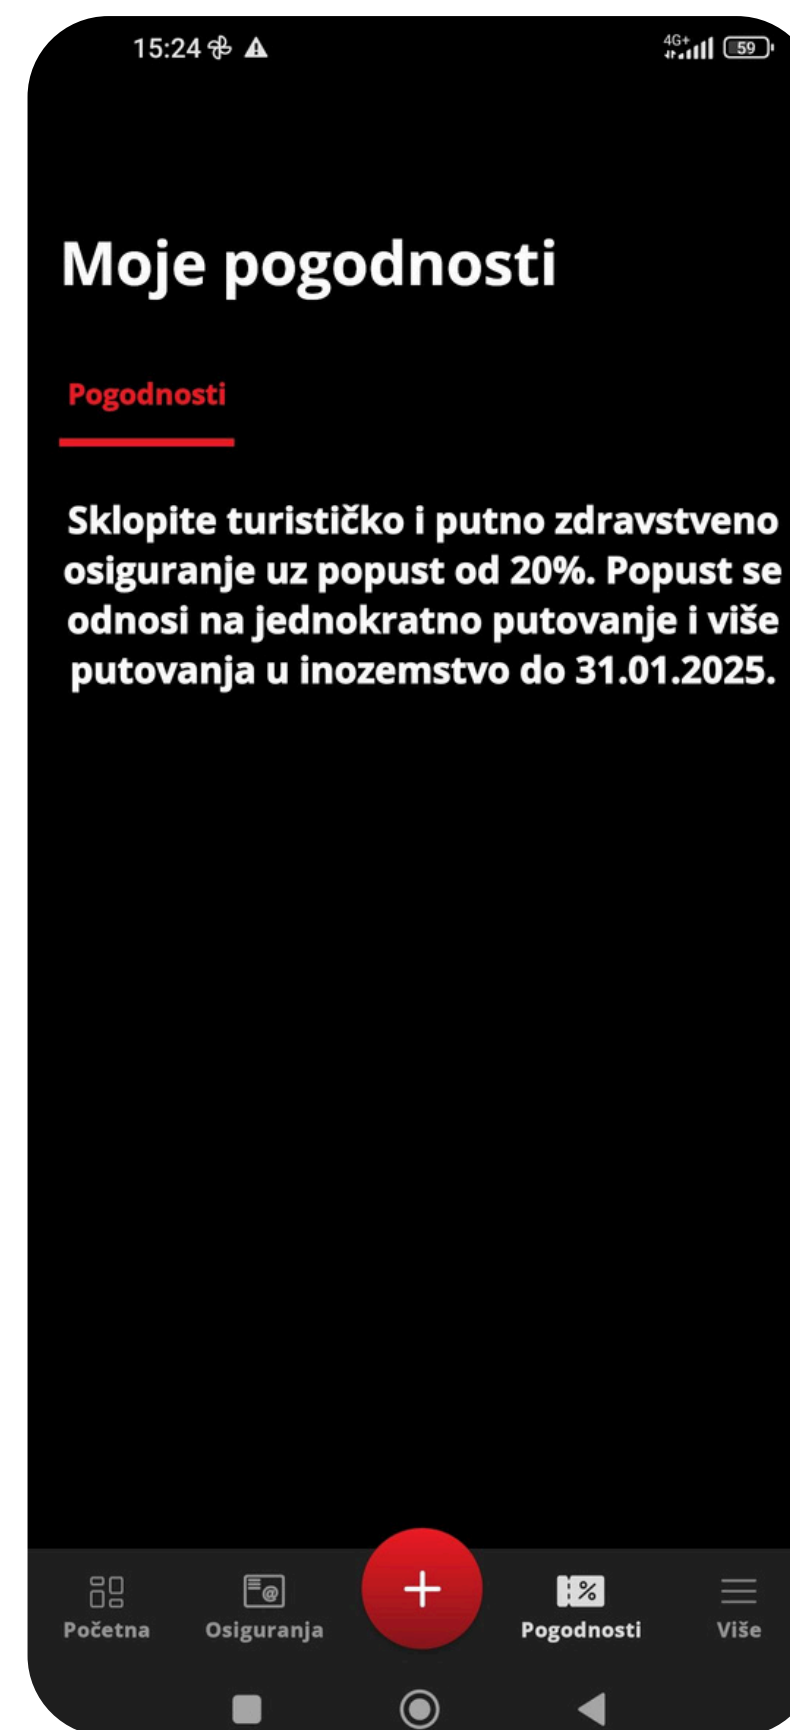 15:24
4G+
59
Moje pogodnosti
Pogodnosti
Sklopite turističko i putno zdravstveno
osiguranje uz popust od 20%. Popust se
odnosi na jednokratno putovanje i više
putovanja u inozemstvo do 31.01.2025.
Početna
Osiguranja
Pogodnosti
Više